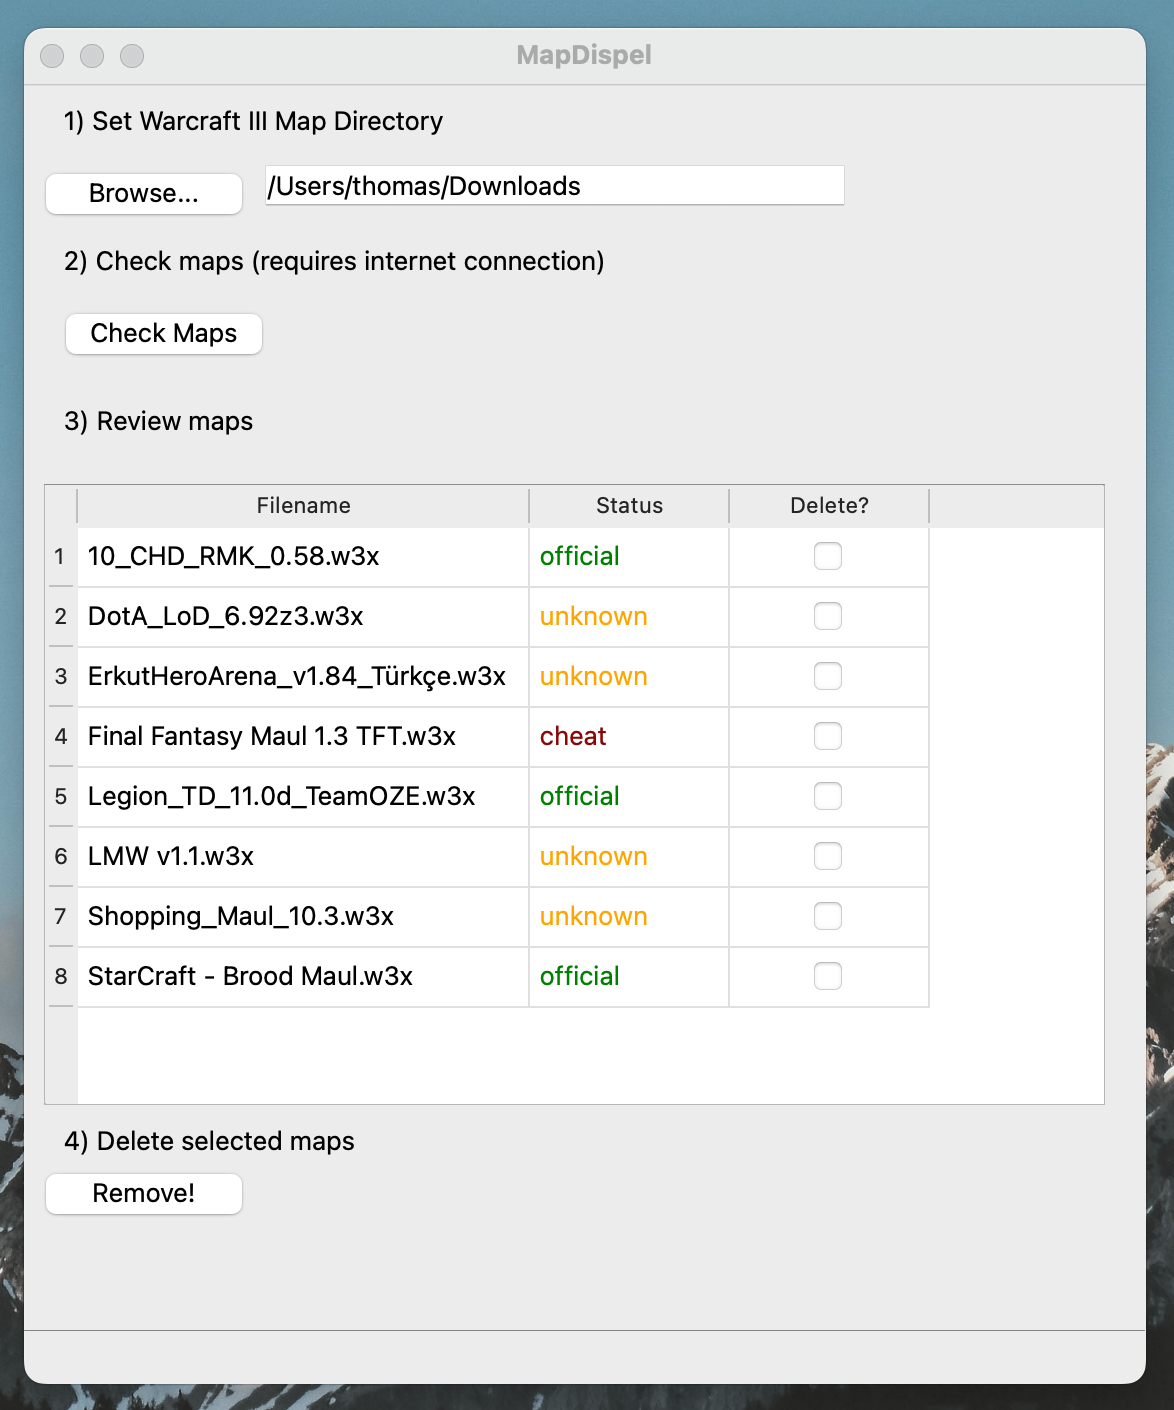 MapDispel
1) Set Warcraft III Map Directory
Browse... /Users/thomas/Downloads
2) Check maps (requires internet connection)
Check Maps
3) Review maps
Filename Status Delete?
1 10_CHD_RMK_0.58.w3x official
2 DotA_LoD_6.92z3.w3x unknown
3 ErkutHeroArena_v1.84_Türkçe.w3x unknown
4 Final Fantasy Maul 1.3 TFT.w3x cheat
5 Legion_TD_11.0d_TeamOZE.w3x official
6 LMW v1.1.w3x unknown
7 Shopping_Maul_10.3.w3x unknown
8 StarCraft - Brood Maul.w3x official
4) Delete selected maps
Remove!